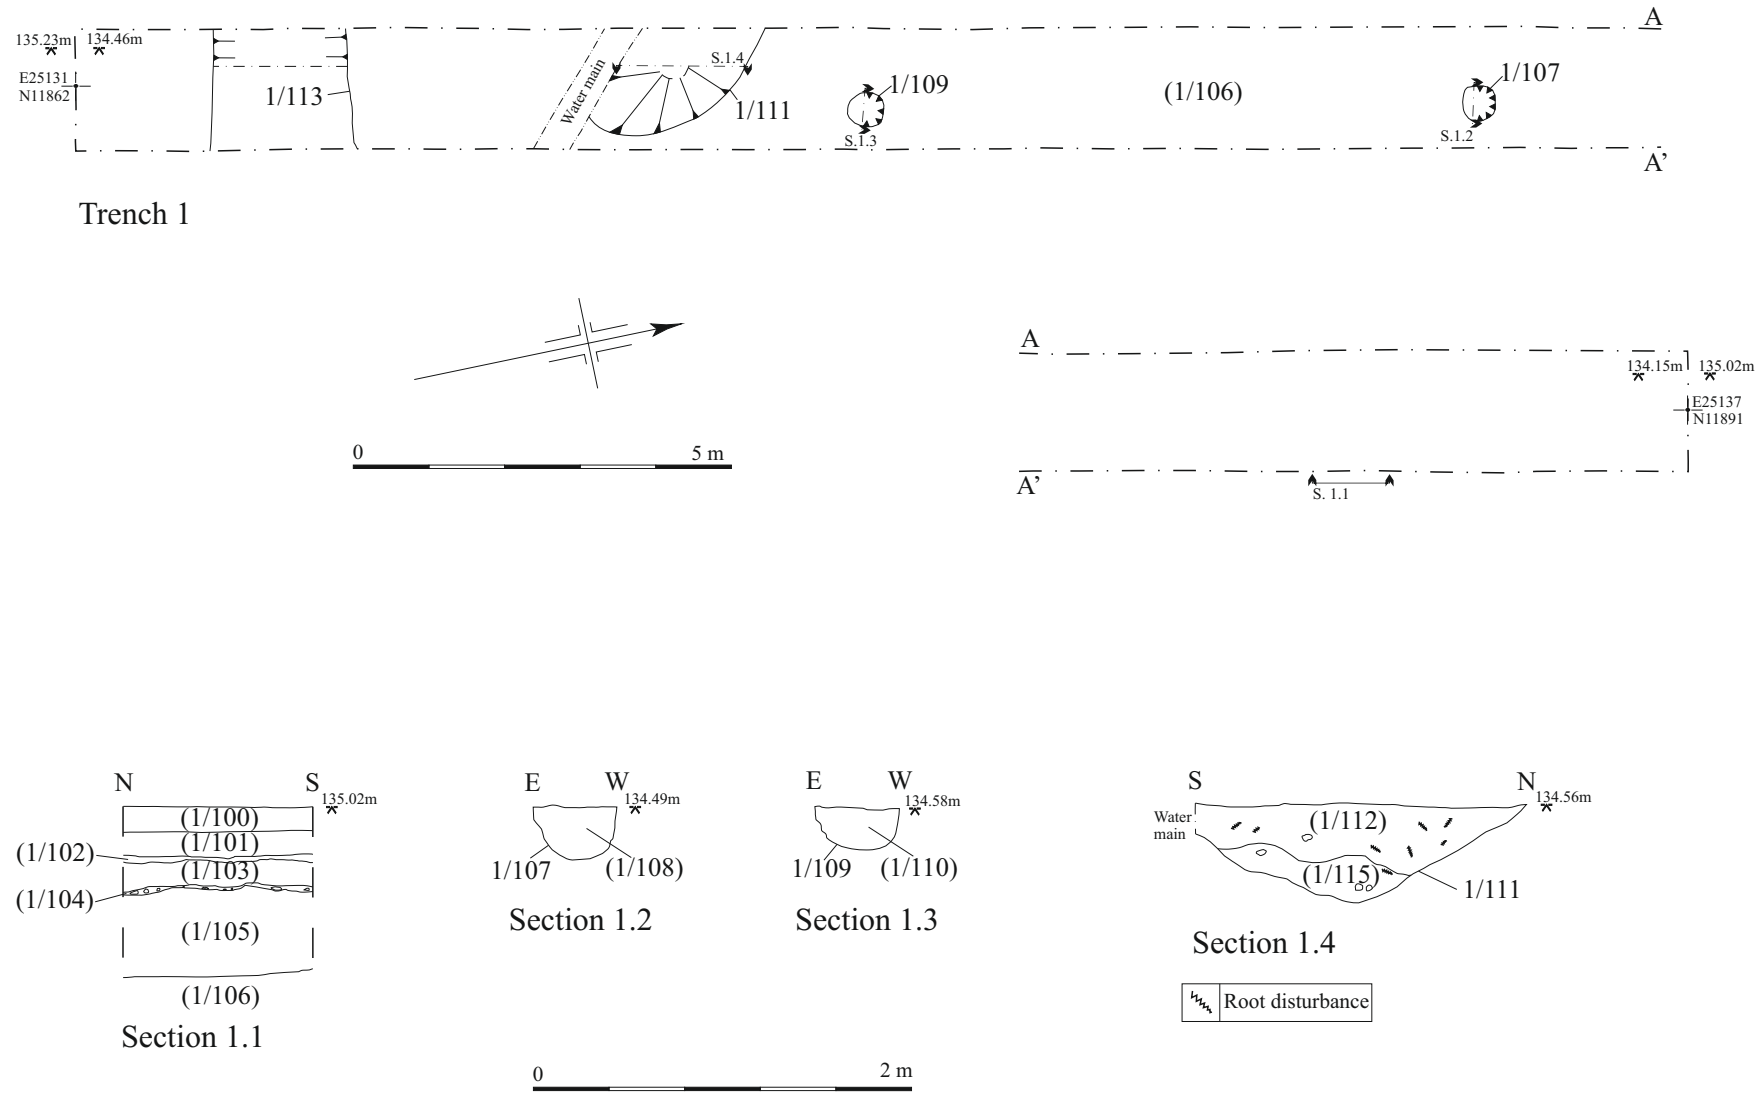 A
135.23m 134.46m
S.1.4
E25131
N11862
1/113
Water main
1/111
1/109
(1/106)
1/107
S.1.3
S.1.2
A'
Trench 1
A
134.15m 135.02m
E25137
N11891
0 5 m
A'
S. 1.1
N S
135.02m
(1/100)
(1/101)
(1/102)
(1/103)
(1/104)
(1/105)
(1/106)
Section 1.1
E W
134.49m
1/107
(1/108)
Section 1.2
E W
134.58m
1/109
(1/110)
Section 1.3
S N
134.56m
Water
main
(1/112)
(1/115)
1/111
Section 1.4
Root disturbance
0 2 m